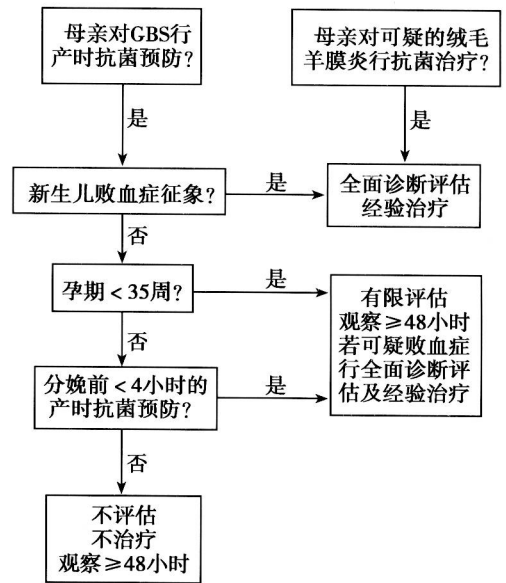 母亲对GBS行
产时抗菌预防?
母亲对可疑的绒毛
羊膜炎行抗菌治疗?
是
是
新生儿败血症征象?
是
全面诊断评估
经验治疗
否
孕期<35周?
是
有限评估
观察≥48小时
若可疑败血症
行全面诊断评
估及经验治疗
否
分娩前<4小时的
产时抗菌预防?
是
否
不评估
不治疗
观察≥48小时